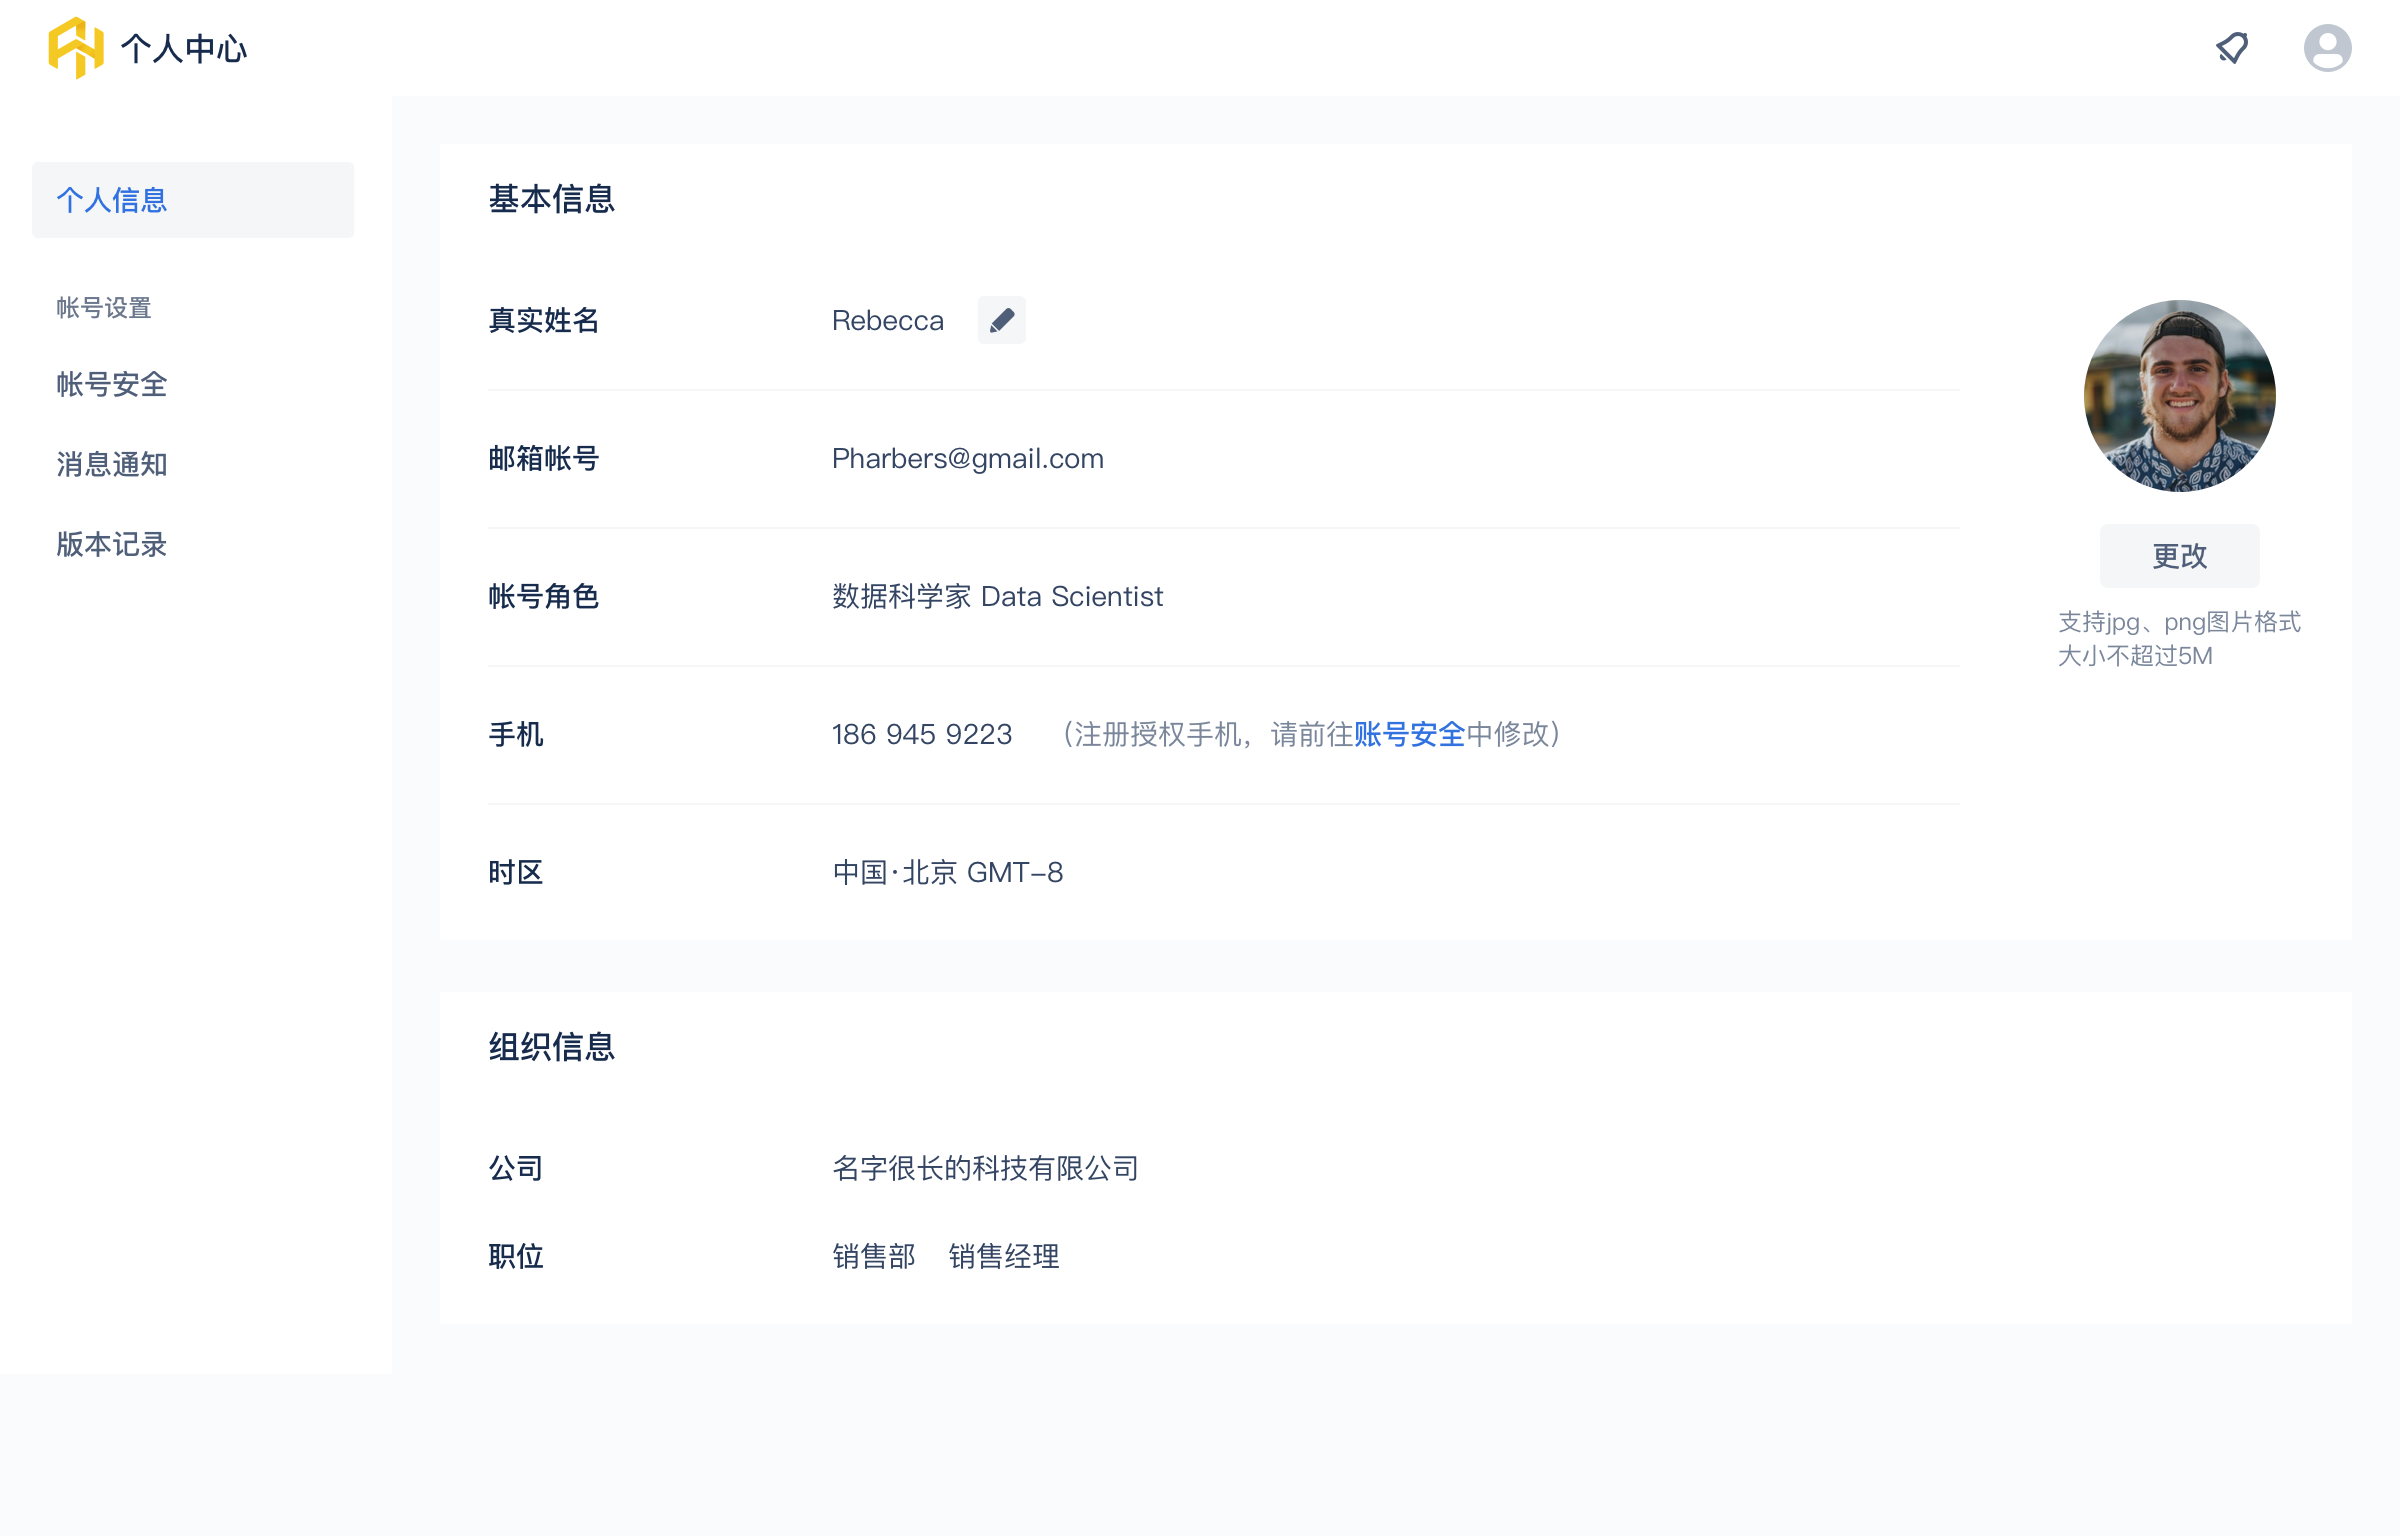 个人中心
个人信息
帐号设置
帐号安全
消息通知
版本记录
基本信息
真实姓名 Rebecca
邮箱帐号 Pharbers@gmail.com
帐号角色 数据科学家 Data Scientist
手机 186 945 9223 （注册授权手机，请前往账号安全中修改）
时区 中国·北京 GMT-8
更改
支持jpg、png图片格式
大小不超过5M
组织信息
公司 名字很长的科技有限公司
职位 销售部 销售经理